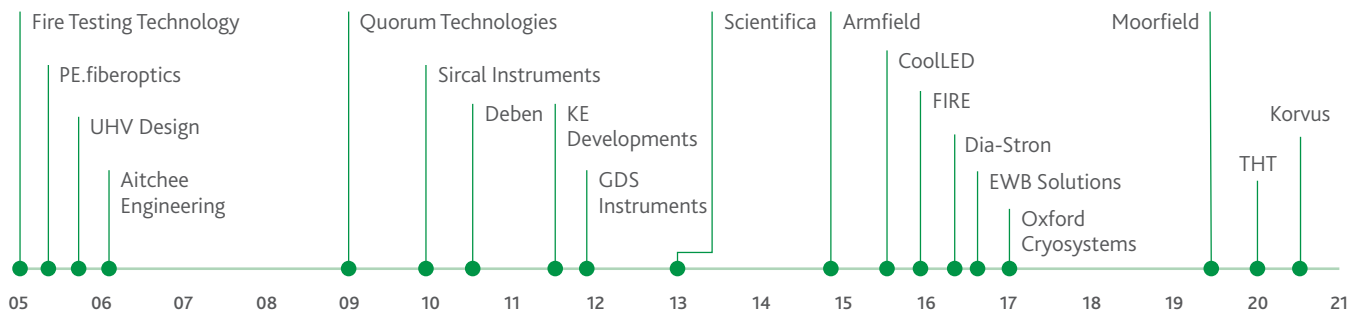 Fire Testing Technology
PE.fiberoptics
UHV Design
Aitchee
Engineering
Quorum Technologies
Sircal Instruments
Deben
KE
Developments
GDS
Instruments
Scientifica
Armfield
CoolLED
FIRE
Dia-Stron
EWB Solutions
Oxford
Cryosystems
Moorfield
THT
Korvus
05 06 07 08 09 10 11 12 13 14 15 16 17 18 19 20 21